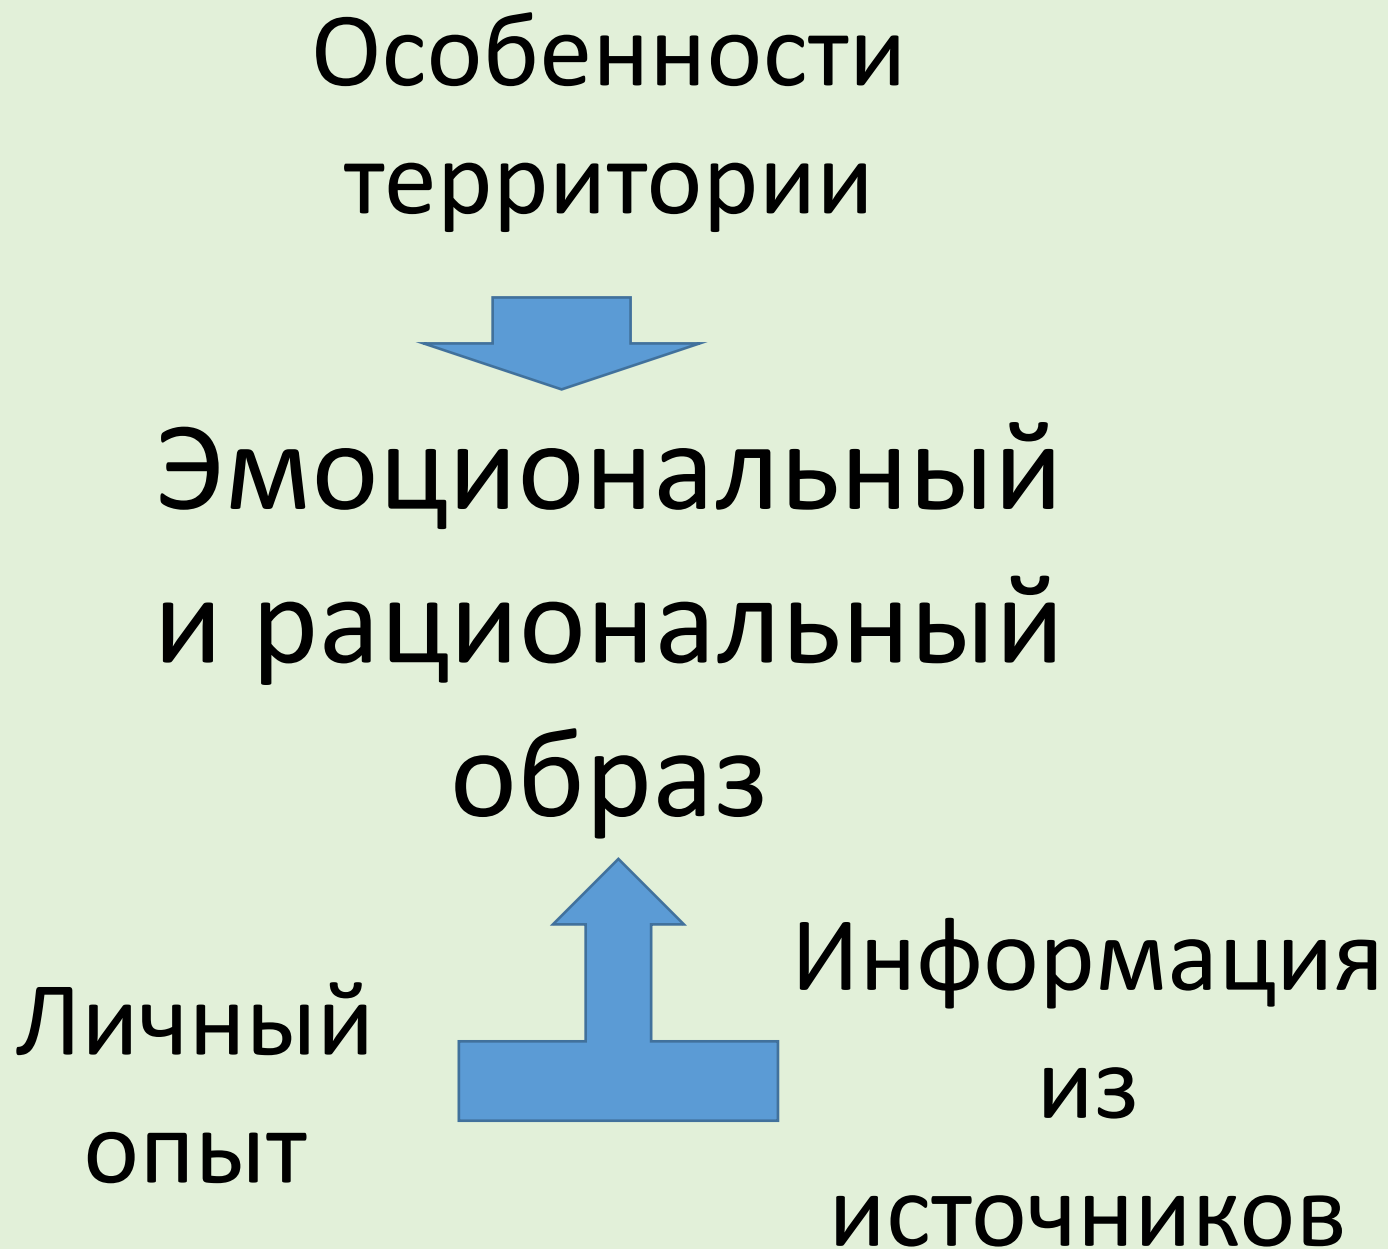 Особенности
территории
Эмоциональный
и рациональный
образ
Личный
опыт
Информация
из
источников